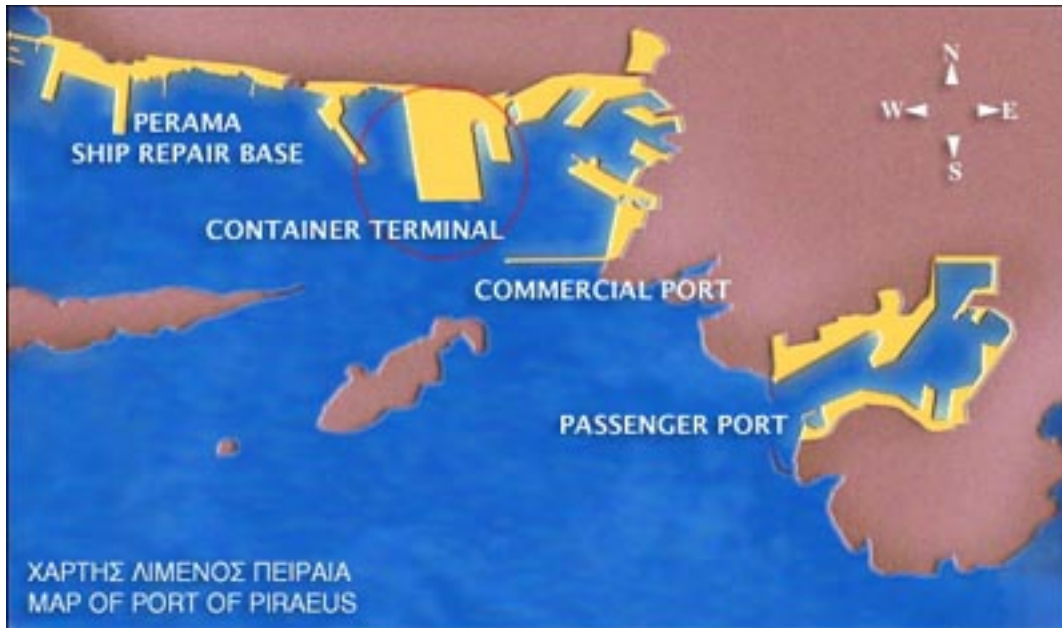 N
W E
S
PERAMA
SHIP REPAIR BASE
CONTAINER TERMINAL
COMMERCIAL PORT
PASSENGER PORT
ΧΑΡΤΗΣ ΛΙΜΕΝΟΣ ΠΕΙΡΑΙΑ
MAP OF PORT OF PIRAEUS